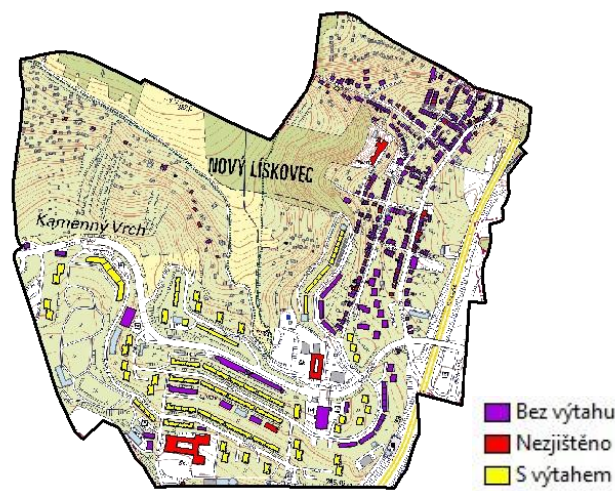 NOVÝ LÍSKOVEC
Kamenný Vrch
Bez výtahu
Nezjištěno
S výtahem